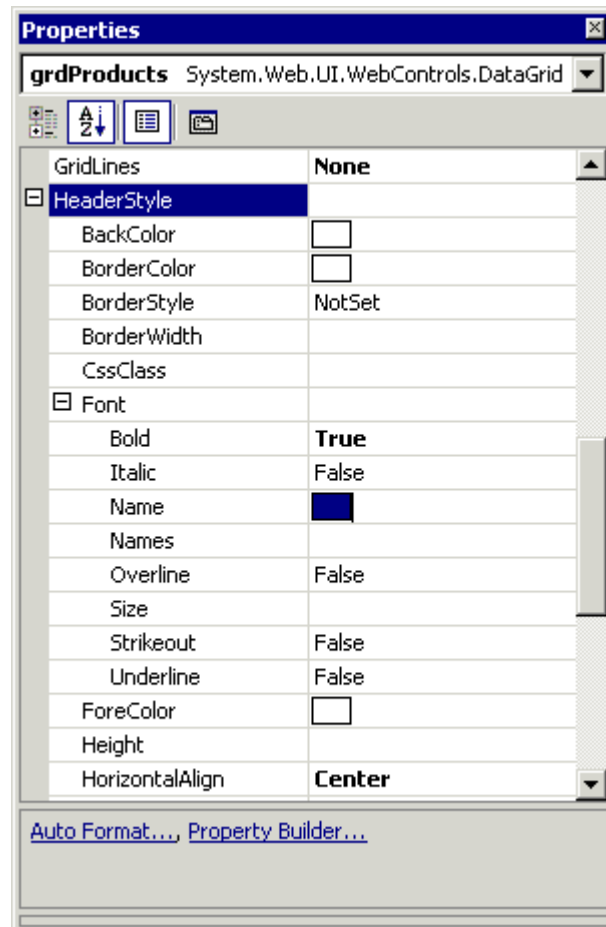 Properties
grdProducts System.Web.UI.WebControls.DataGrid
A Z
GridLines None
HeaderStyle
BackColor
BorderColor
BorderStyle NotSet
BorderWidth
CssClass
Font
Bold True
Italic False
Name
Names
Overline False
Size
Strikeout False
Underline False
ForeColor
Height
HorizontalAlign Center
Auto Format..., Property Builder...